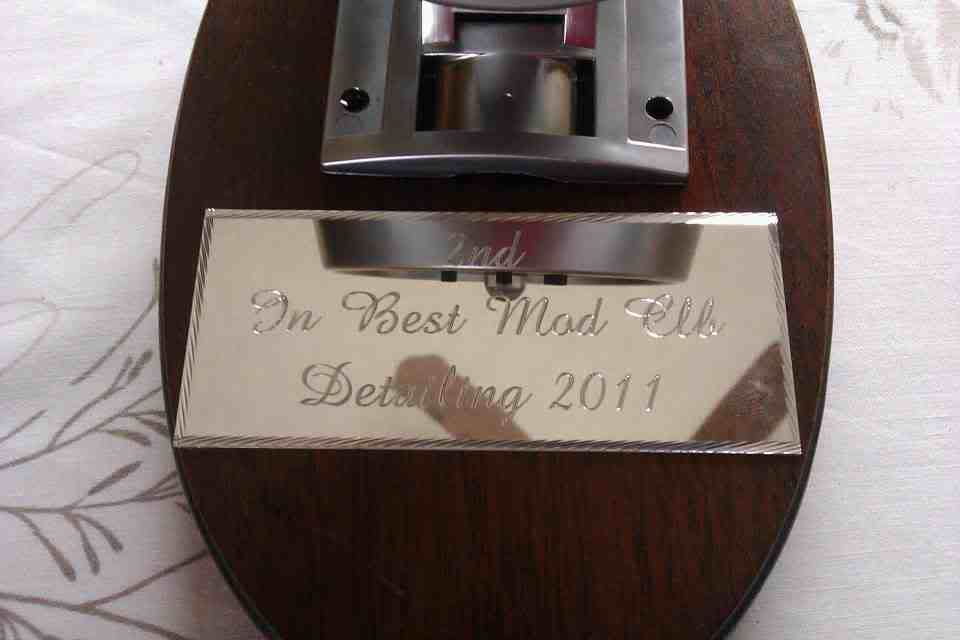 2nd
In Best Mod Clb
Detailing 2011